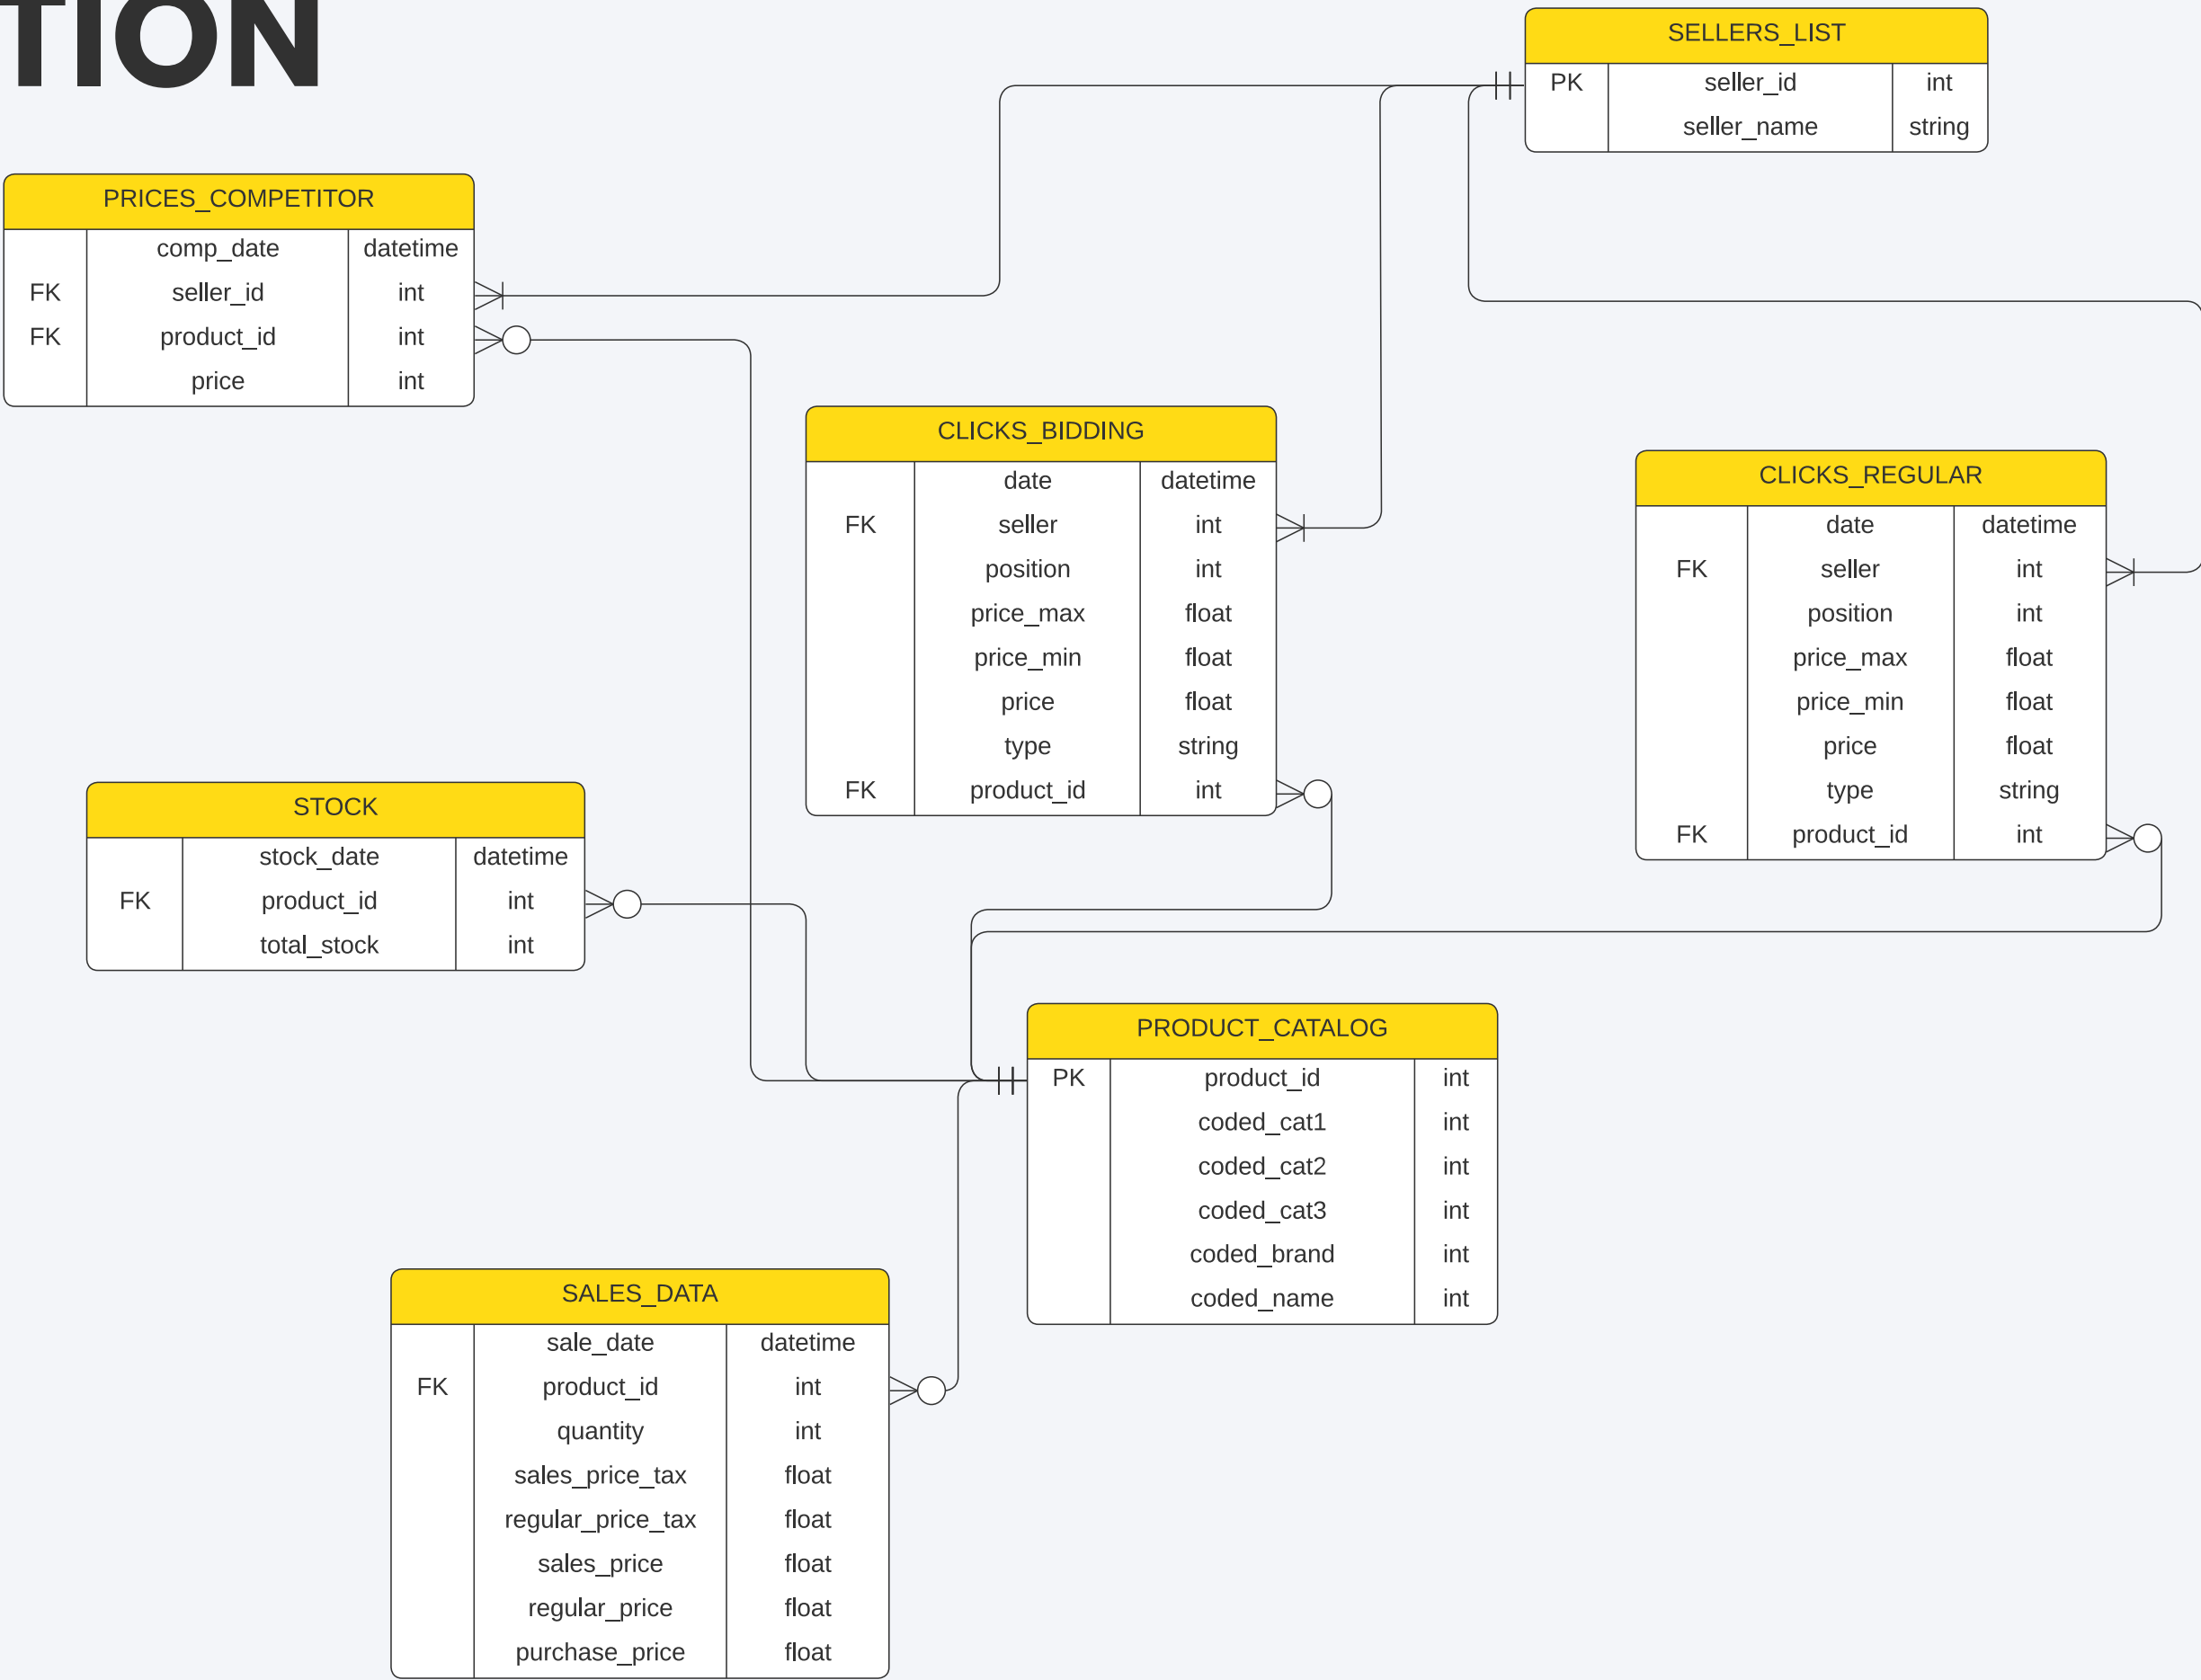 TION
SELLERS_LIST
PK seller_id int
seller_name string
PRICES_COMPETITOR
comp_date datetime
FK seller_id int
FK product_id int
price int
CLICKS_BIDDING
date datetime
FK seller int
position int
price_max float
price_min float
price float
type string
FK product_id int
CLICKS_REGULAR
date datetime
FK seller int
position int
price_max float
price_min float
price float
type string
FK product_id int
STOCK
stock_date datetime
FK product_id int
total_stock int
PRODUCT_CATALOG
PK product_id int
coded_cat1 int
coded_cat2 int
coded_cat3 int
coded_brand int
coded_name int
SALES_DATA
sale_date datetime
FK product_id int
quantity int
sales_price_tax float
regular_price_tax float
sales_price float
regular_price float
purchase_price float